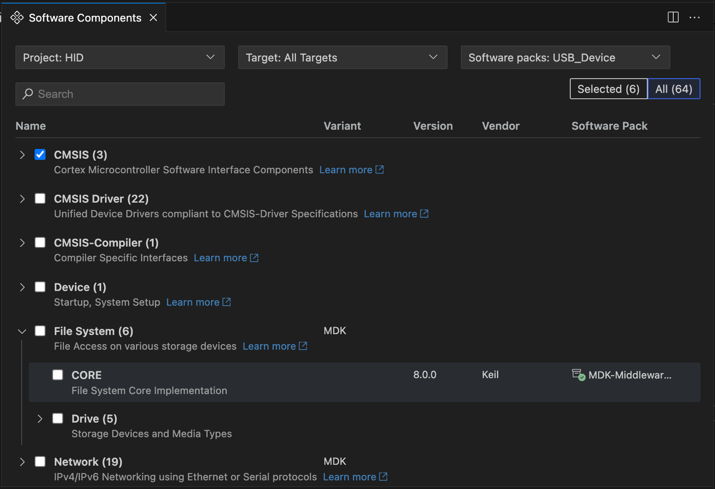 Software Components
Project: HID
Target: All Targets
Software packs: USB_Device
Search
Selected (6)
All (64)
Name
Variant
Version
Vendor
Software Pack
CMSIS (3)
Cortex Microcontroller Software Interface Components Learn more
CMSIS Driver (22)
Unified Device Drivers compliant to CMSIS-Driver Specifications Learn more
CMSIS-Compiler (1)
Compiler Specific Interfaces Learn more
Device (1)
Startup, System Setup Learn more
File System (6)
MDK
File Access on various storage devices Learn more
CORE
8.0.0
Keil
MDK-Middlewar...
File System Core Implementation
Drive (5)
Storage Devices and Media Types
Network (19)
MDK
IPv4/IPv6 Networking using Ethernet or Serial protocols Learn more